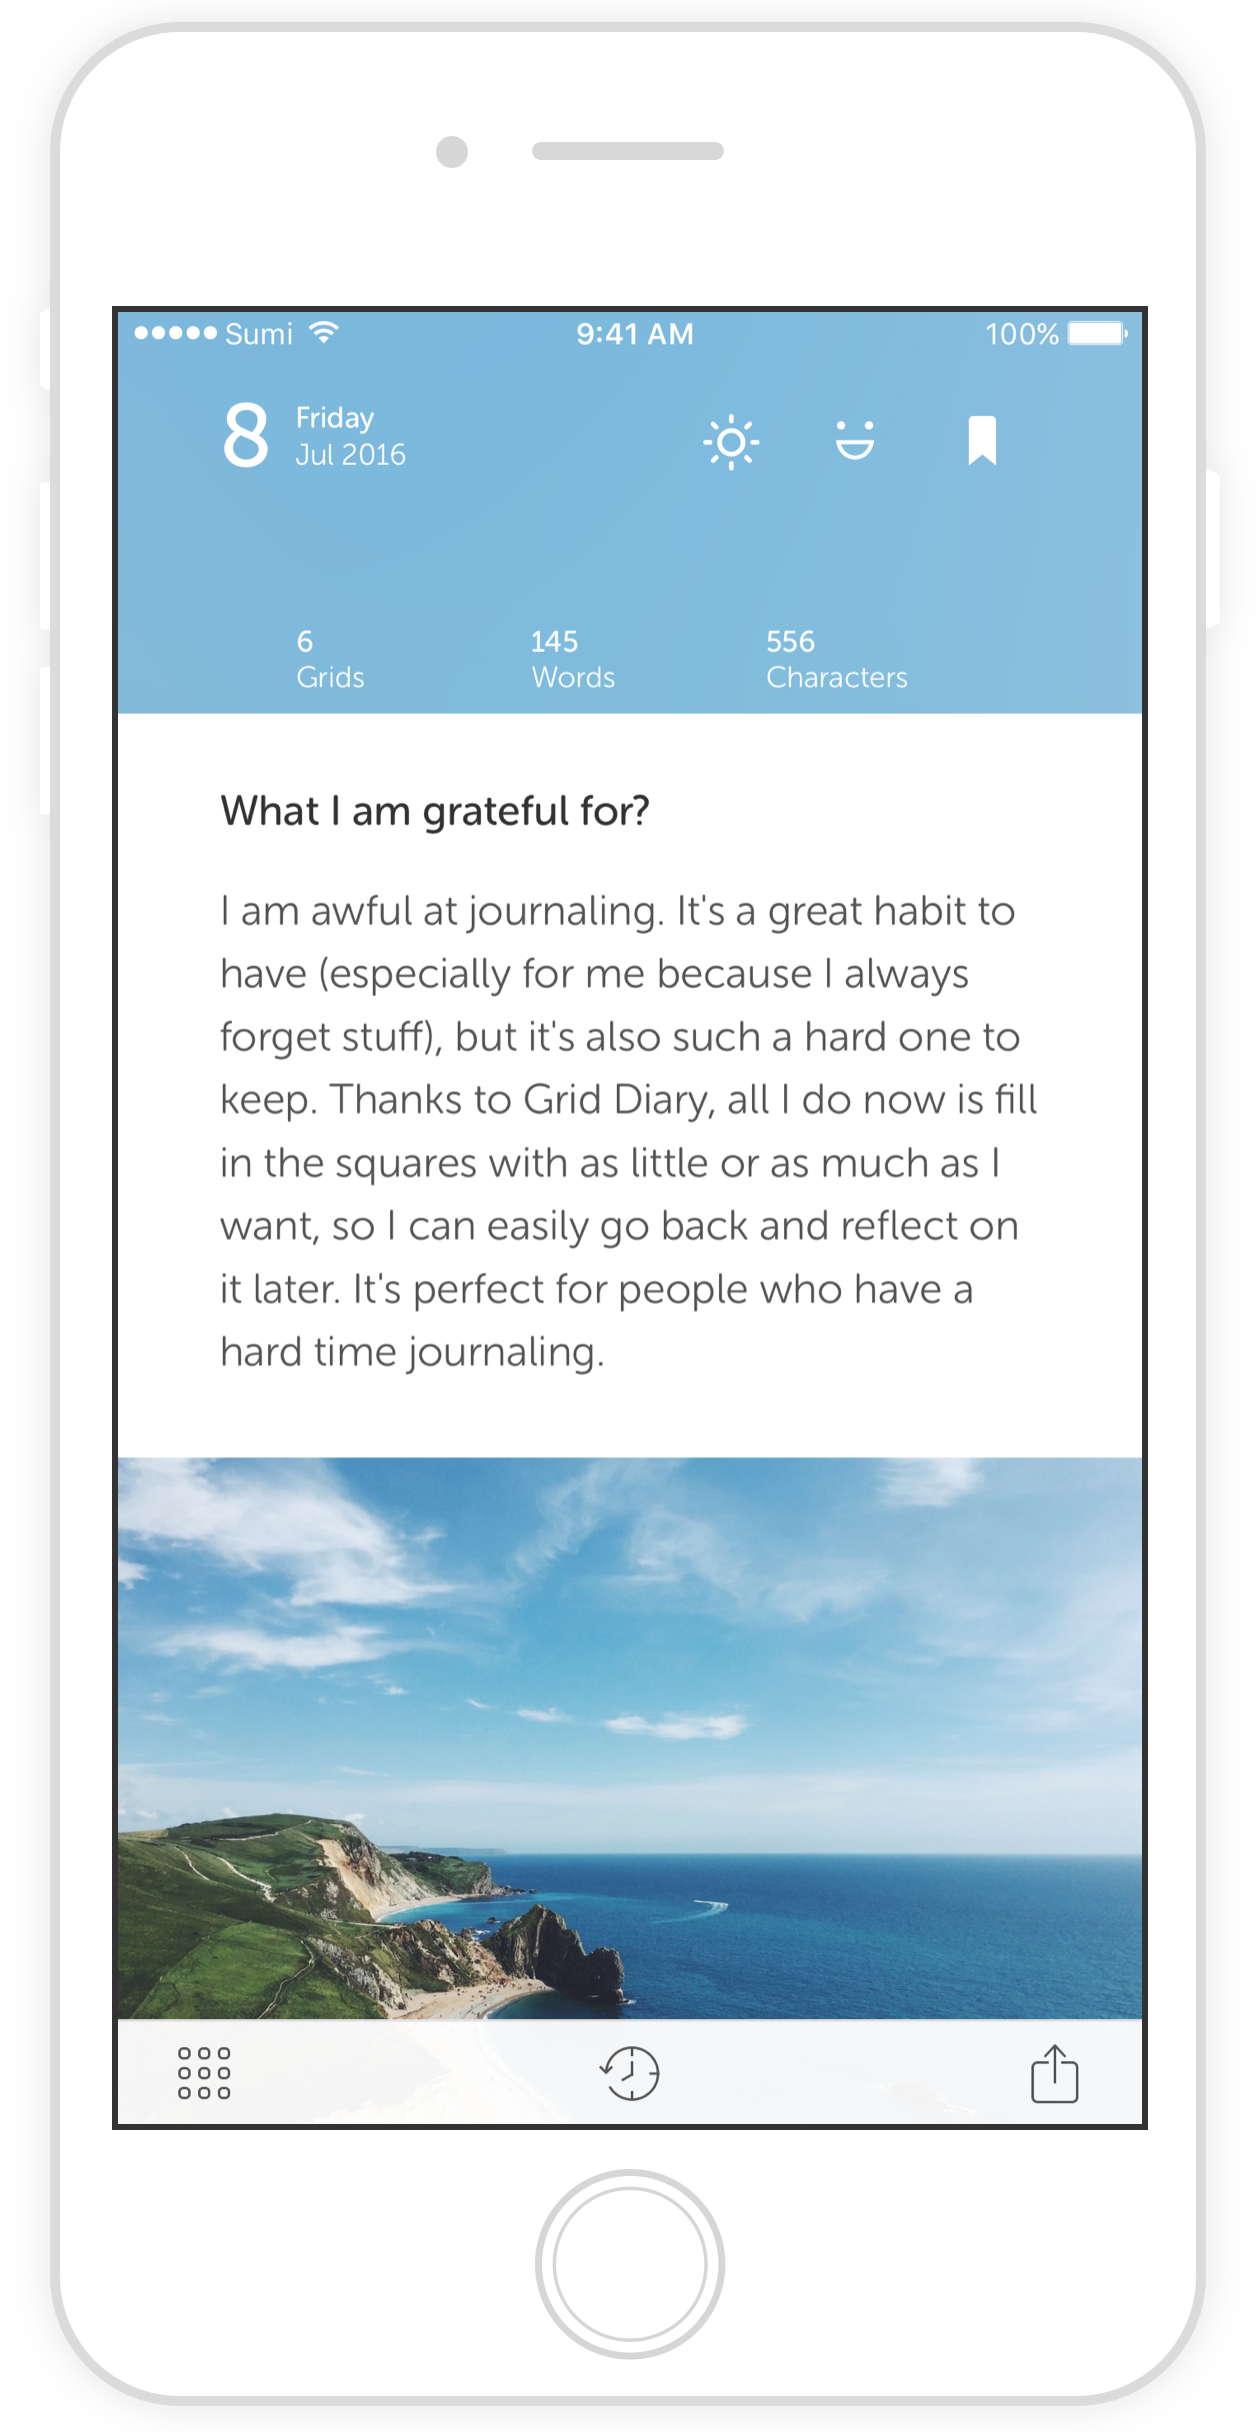 Sumi 9:41 AM 100%
8 Friday
Jul 2016
6 145 556
Grids Words Characters
What I am grateful for?
I am awful at journaling. It's a great habit to
have (especially for me because I always
forget stuff), but it's also such a hard one to
keep. Thanks to Grid Diary, all I do now is fill
in the squares with as little or as much as I
want, so I can easily go back and reflect on
it later. It's perfect for people who have a
hard time journaling.